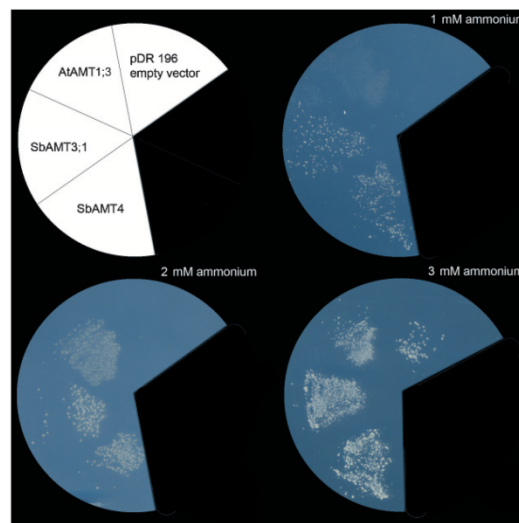 1 mM ammonium
pDR 196
empty vector
AtAMT1;3
SbAMT3;1
SbAMT4
2 mM ammonium
3 mM ammonium